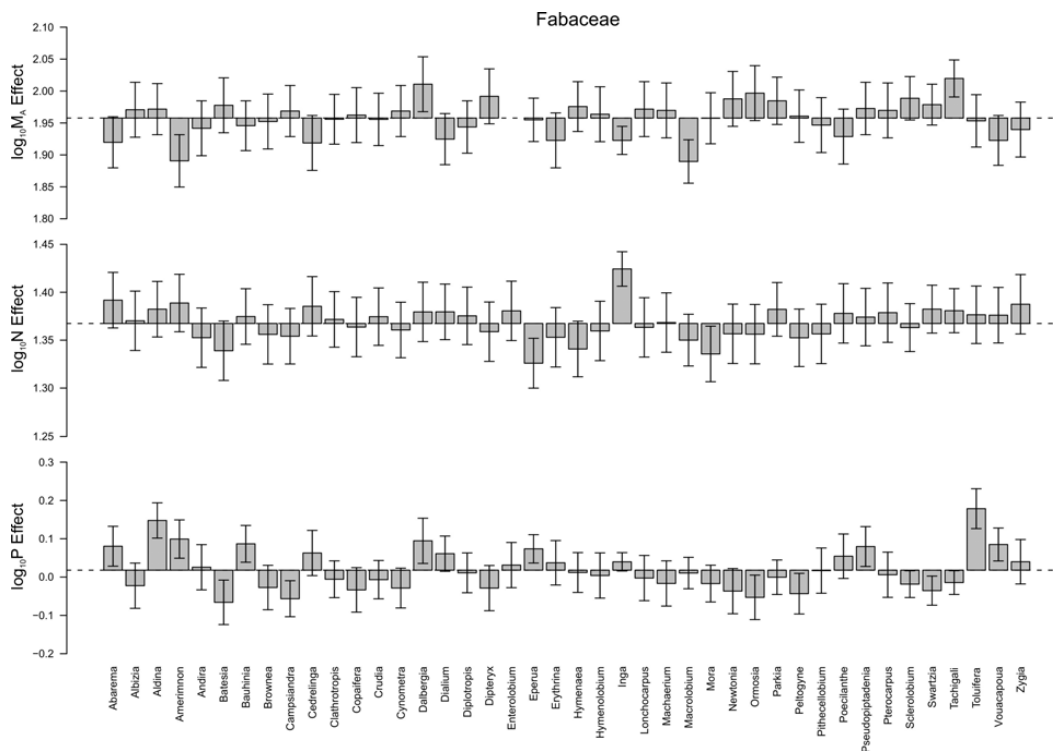 Fabaceae
log10MA Effect
2.10
2.05
2.00
1.95
1.90
1.85
1.80
log10N Effect
1.45
1.40
1.35
1.30
1.25
log10P Effect
0.3
0.2
0.1
0.0
−0.1
−0.2
Abarema
Albizia
Aldina
Amerimnon
Andira
Batesia
Bauhinia
Brownea
Campsiandra
Cedrelinga
Clathrotropis
Copaifera
Crudia
Cynometra
Dalbergia
Dialium
Diplotropis
Dipteryx
Enterolobium
Eperua
Erythrina
Hymenaea
Hymenolobium
Inga
Lonchocarpus
Machaerium
Macrolobium
Mora
Newtonia
Ormosia
Parkia
Peltogyne
Pithecellobium
Poecilanthe
Pseudopiptadenia
Pterocarpus
Sclerolobium
Swartzia
Tachigali
Toluifera
Vouacapoua
Zygia